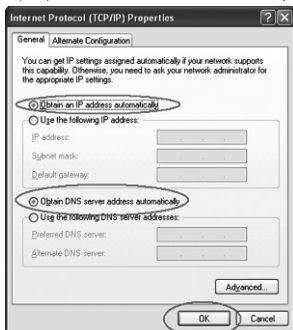 Internet Protocol (TCP/IP) Properties
General Alternate Configuration
You can get IP settings assigned automatically if your network supports
this capability. Otherwise, you need to ask your network administrator for
the appropriate IP settings.
Obtain an IP address automatically
Use the following IP address:
IP address:
Subnet mask:
Default gateway:
Obtain DNS server address automatically
Use the following DNS server addresses:
Preferred DNS server:
Alternate DNS server:
Advanced...
OK Cancel